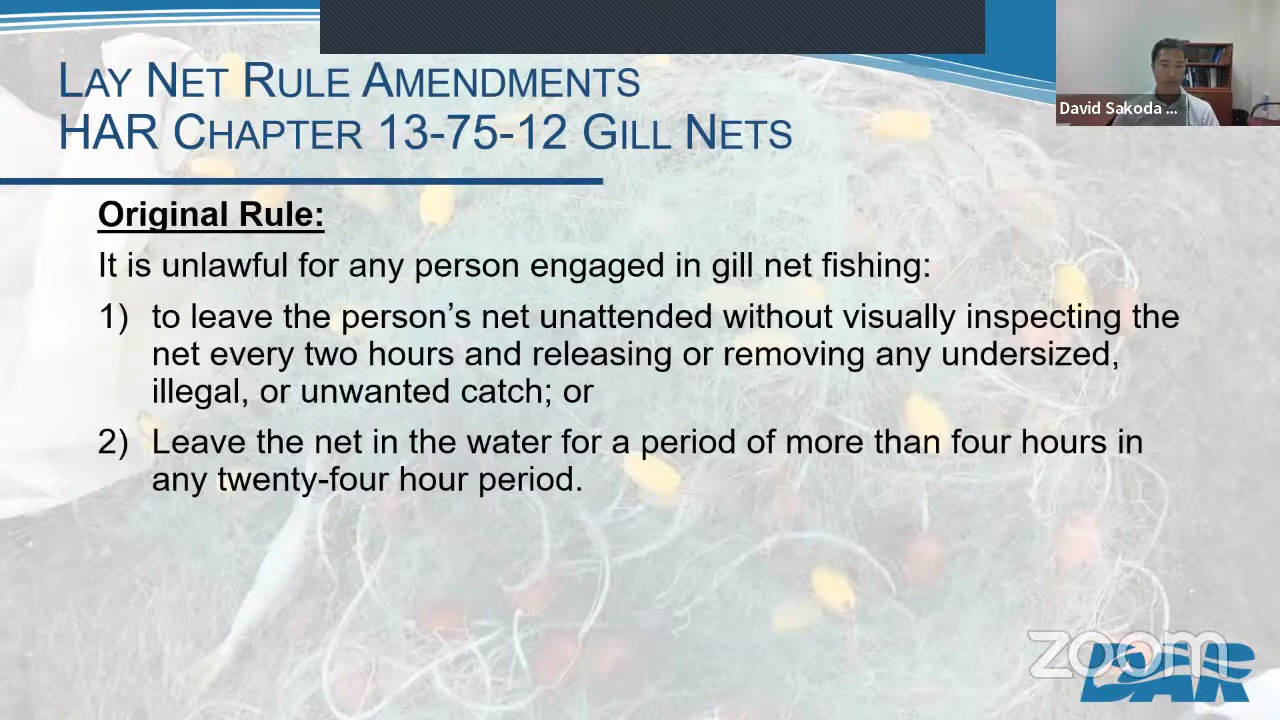 LAY NET RULE AMENDMENTS
HAR CHAPTER 13-75-12 GILL NETS
David Sakoda ...
Original Rule:
It is unlawful for any person engaged in gill net fishing:
1) to leave the person’s net unattended without visually inspecting the
net every two hours and releasing or removing any undersized,
illegal, or unwanted catch; or
2) Leave the net in the water for a period of more than four hours in
any twenty-four hour period.
zoom
DAR